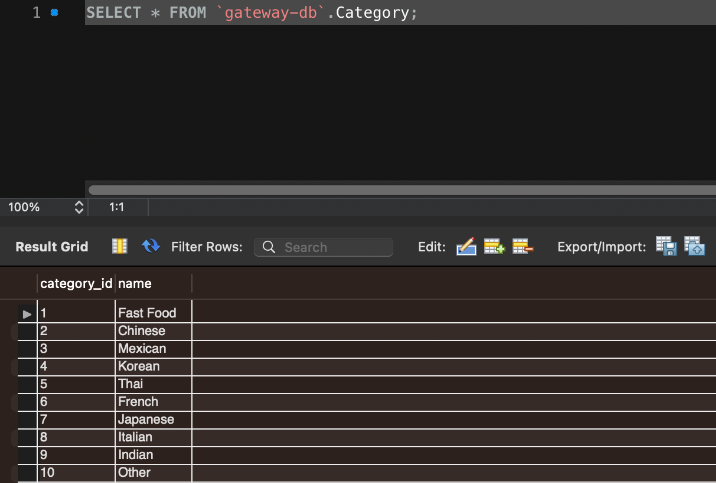 1 SELECT * FROM `gateway-db`.Category;
100% 1:1
Result Grid Filter Rows: Search Edit: Export/Import:
category_id name
1 Fast Food
2 Chinese
3 Mexican
4 Korean
5 Thai
6 French
7 Japanese
8 Italian
9 Indian
10 Other